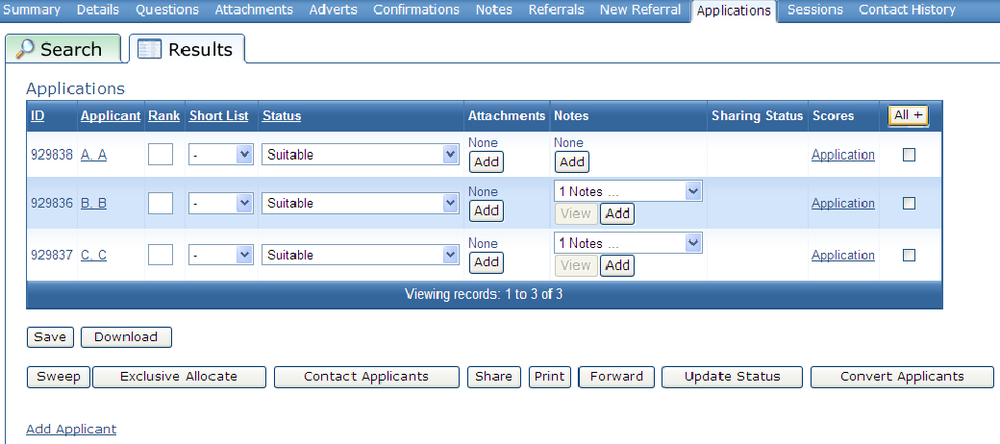 Summary Details Questions Attachments Adverts Confirmations Notes Referrals New Referral Applications Sessions Contact History
Search Results
Applications
ID Applicant Rank Short List Status Attachments Notes Sharing Status Scores All +
None None
929838 A, A - Suitable Application
Add Add
None 1 Notes ...
929836 B, B - Suitable Application
Add View Add
None 1 Notes ...
929837 C, C - Suitable Application
Add View Add
Viewing records: 1 to 3 of 3
Save Download
Sweep Exclusive Allocate Contact Applicants Share Print Forward Update Status Convert Applicants
Add Applicant